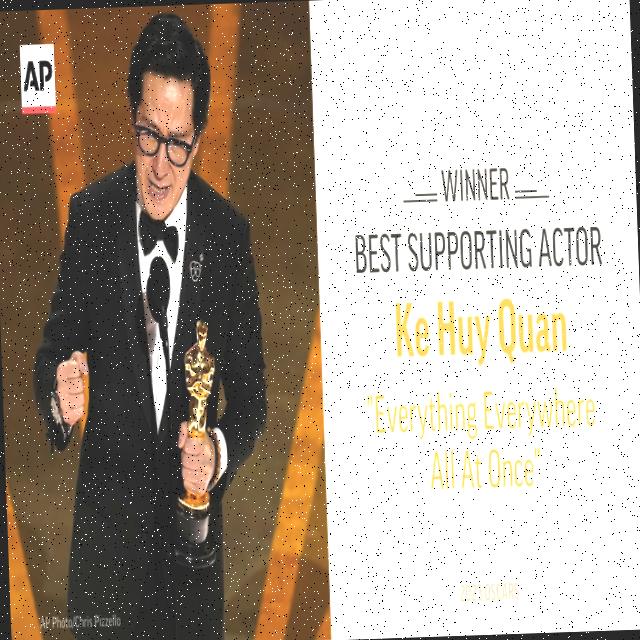 AP
WINNER
BEST SUPPORTING ACTOR
Ke Huy Quan
"Everything Everywhere
All At Once"
AP Photo/Chris Pizzello